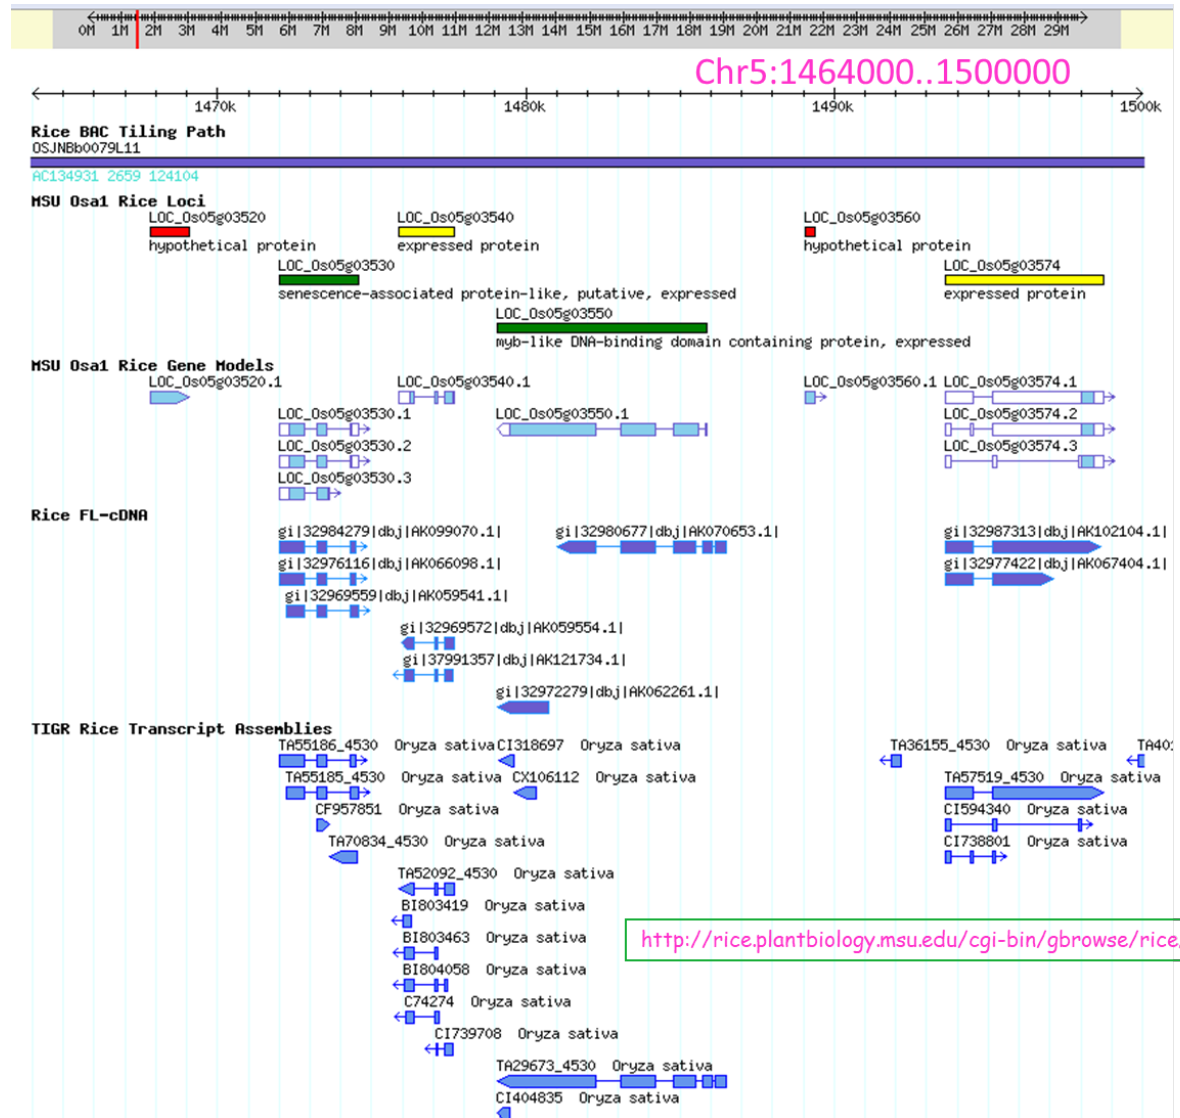 0M 1M 2M 3M 4M 5M 6M 7M 8M 9M 10M 11M 12M 13M 14M 15M 16M 17M 18M 19M 20M 21M 22M 23M 24M 25M 26M 27M 28M 29M
Chr5:1464000..1500000
1470k 1480k 1490k 1500k
Rice BAC Tiling Path
OSJNBb0079L11
AC134931 2659 124104
MSU Osa1 Rice Loci
LOC_Os05g03520 LOC_Os05g03540 LOC_Os05g03560
hypothetical protein expressed protein hypothetical protein
LOC_Os05g03530 LOC_Os05g03574
senescence-associated protein-like, putative, expressed expressed protein
LOC_Os05g03550
myb-like DNA-binding domain containing protein, expressed
MSU Osa1 Rice Gene Models
LOC_Os05g03520.1 LOC_Os05g03540.1 LOC_Os05g03560.1 LOC_Os05g03574.1
LOC_Os05g03530.1 LOC_Os05g03550.1 LOC_Os05g03574.2
LOC_Os05g03530.2 LOC_Os05g03574.3
LOC_Os05g03530.3
Rice FL-cDNA
gi|32984279|dbj|AK099070.1| gi|32980677|dbj|AK070653.1| gi|32987313|dbj|AK102104.1|
gi|32976116|dbj|AK066098.1| gi|32977422|dbj|AK067404.1|
gi|32969559|dbj|AK059541.1|
gi|32969572|dbj|AK059554.1|
gi|37991357|dbj|AK121734.1|
gi|32972279|dbj|AK062261.1|
TIGR Rice Transcript Assemblies
TA55186_4530 Oryza sativa CI318697 Oryza sativa TA36155_4530 Oryza sativa TA40
TA55185_4530 Oryza sativa CX106112 Oryza sativa TA57519_4530 Oryza sativa
CF957851 Oryza sativa CI594340 Oryza sativa
TA70834_4530 Oryza sativa CI738801 Oryza sativa
TA52092_4530 Oryza sativa
BI803419 Oryza sativa
http://rice.plantbiology.msu.edu/cgi-bin/gbrowse/rice
BI803463 Oryza sativa
BI804058 Oryza sativa
C74274 Oryza sativa
CI739708 Oryza sativa
TA29673_4530 Oryza sativa
CI404835 Oryza sativa